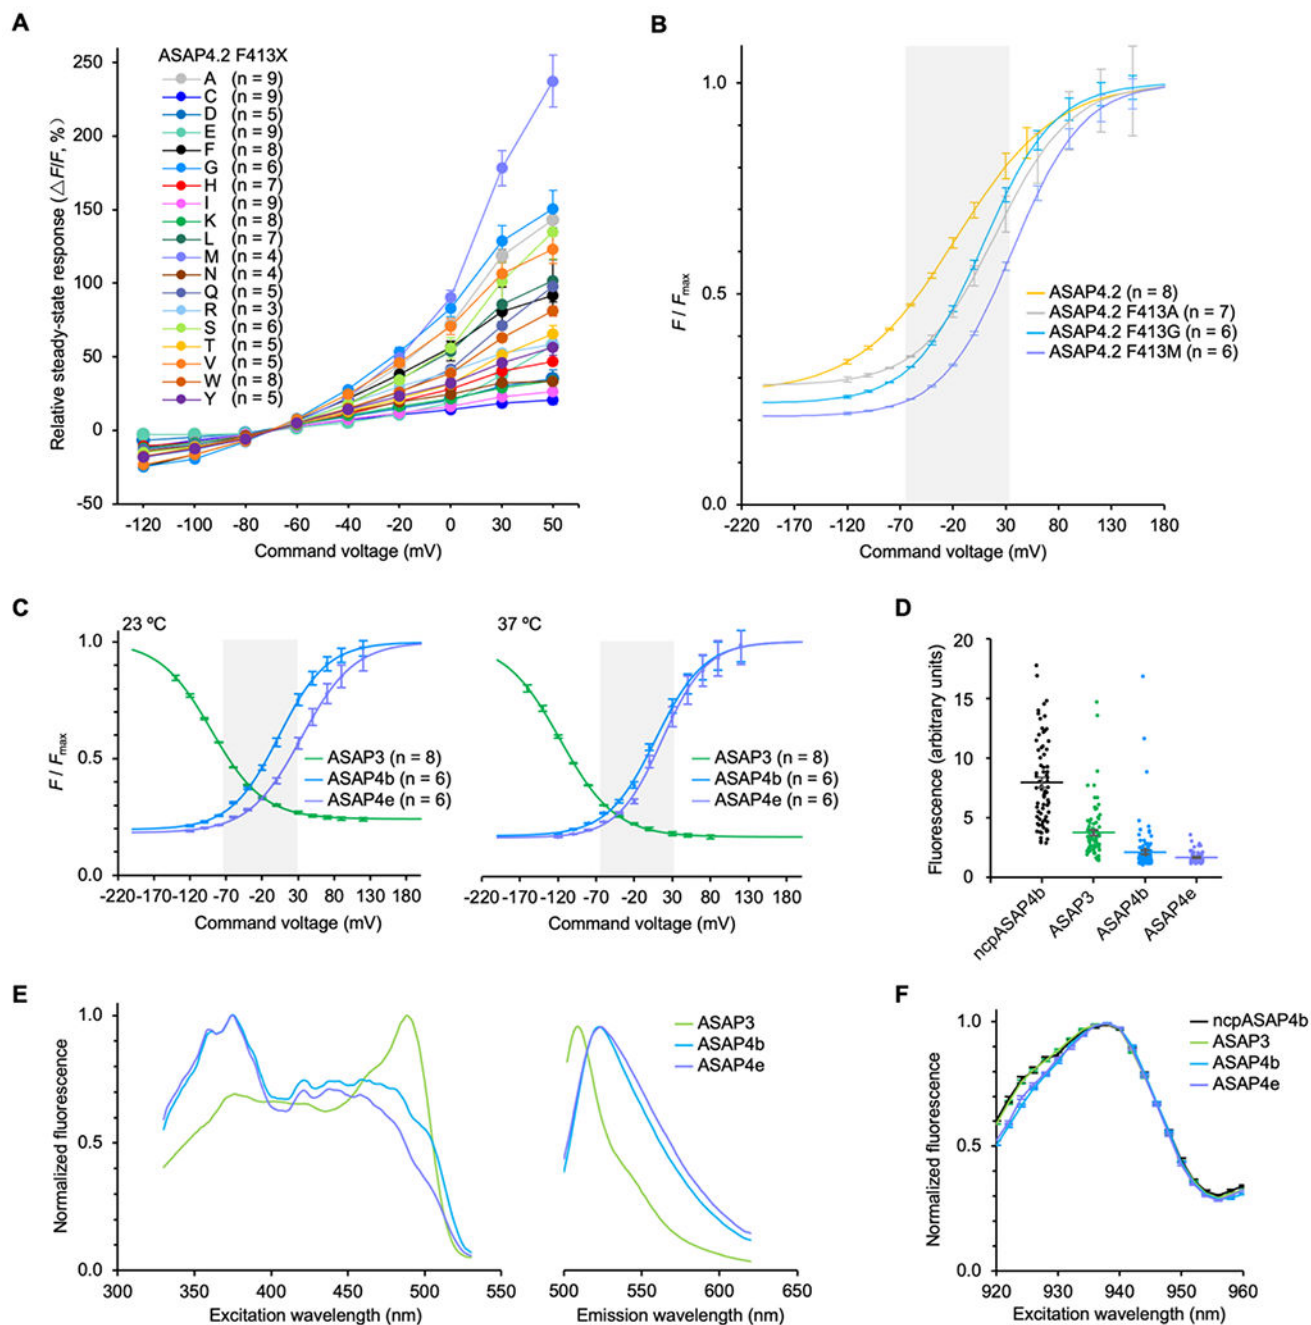 A
ASAP4.2 F413X
A (n = 9)
C (n = 9)
D (n = 5)
E (n = 9)
F (n = 8)
G (n = 6)
H (n = 7)
I (n = 9)
K (n = 8)
L (n = 7)
M (n = 4)
N (n = 4)
Q (n = 5)
R (n = 3)
S (n = 6)
T (n = 5)
V (n = 5)
W (n = 8)
Y (n = 5)
Relative steady-state response (△F/F, %)
250
200
150
100
50
0
-50
-120 -100 -80 -60 -40 -20 0 30 50
Command voltage (mV)
B
F / Fmax
1.0
0.5
0.0
ASAP4.2 (n = 8)
ASAP4.2 F413A (n = 7)
ASAP4.2 F413G (n = 6)
ASAP4.2 F413M (n = 6)
-220 -170 -120 -70 -20 30 80 130 180
Command voltage (mV)
C
23 ºC
F / Fmax
1.0
0.5
0.0
ASAP3 (n = 8)
ASAP4b (n = 6)
ASAP4e (n = 6)
-220 -170 -120 -70 -20 30 80 130 180
Command voltage (mV)
37 ºC
ASAP3 (n = 8)
ASAP4b (n = 6)
ASAP4e (n = 6)
-220 -170 -120 -70 -20 30 80 130 180
Command voltage (mV)
D
Fluorescence (arbitrary units)
20
15
10
5
0
ncpASAP4b
ASAP3
ASAP4b
ASAP4e
E
Normalized fluorescence
1.0
0.5
0.0
300 350 400 450 500 550
Excitation wavelength (nm)
ASAP3
ASAP4b
ASAP4e
500 550 600 650
Emission wavelength (nm)
F
Normalized fluorescence
1.0
0.5
0.0
ncpASAP4b
ASAP3
ASAP4b
ASAP4e
920 930 940 950 960
Excitation wavelength (nm)